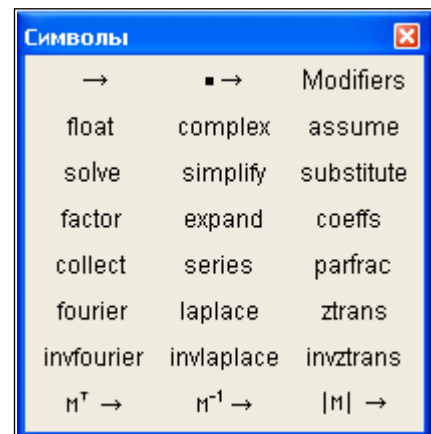 Символы
→ ▪ → Modifiers
float complex assume
solve simplify substitute
factor expand coeffs
collect series parfrac
fourier laplace ztrans
invfourier invlaplace invztrans
Mᵀ → M⁻¹ → |M| →